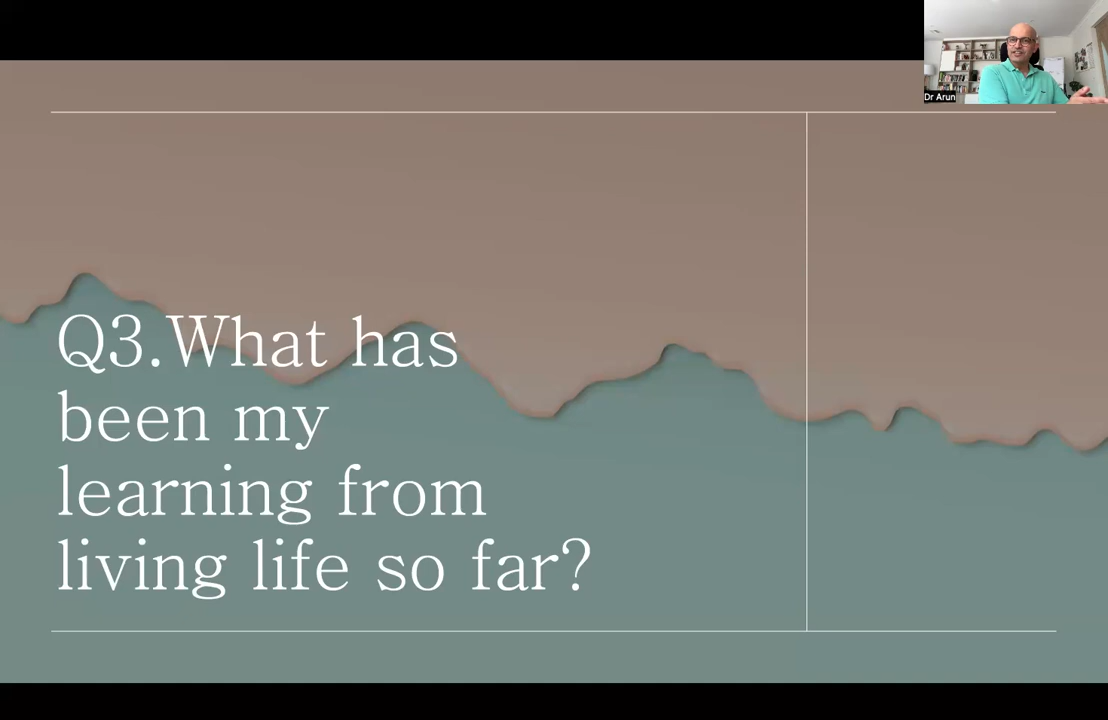 Dr Arun
Q3.What has
been my
learning from
living life so far?